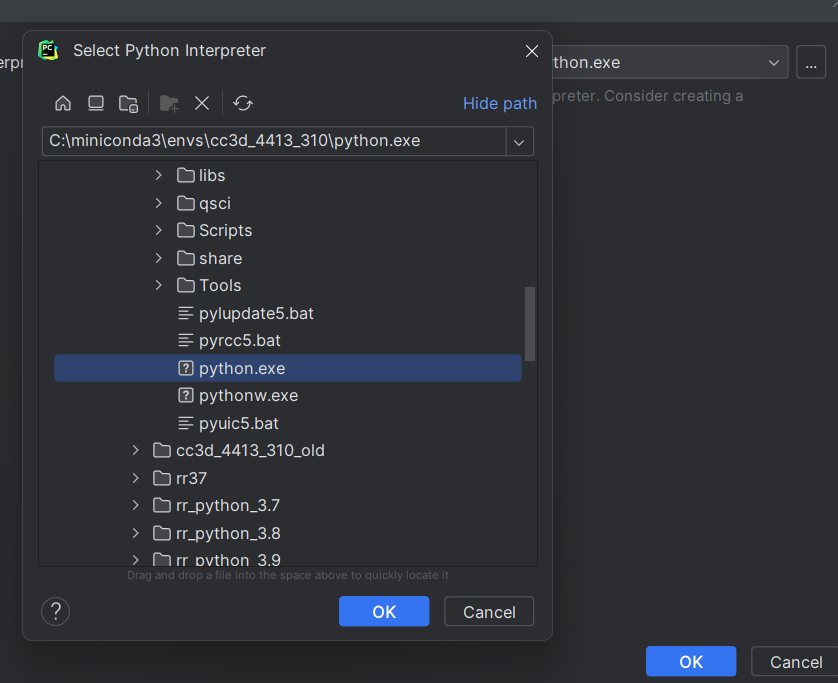 PC
Select Python Interpreter
thon.exe
...
Hide path
preter. Consider creating a
C:\miniconda3\envs\cc3d_4413_310\python.exe
libs
qsci
Scripts
share
Tools
pylupdate5.bat
pyrcc5.bat
python.exe
pythonw.exe
pyuic5.bat
cc3d_4413_310_old
rr37
rr_python_3.7
rr_python_3.8
rr_python_3.9
Drag and drop a file into the space above to quickly locate it
? OK Cancel
OK Cancel